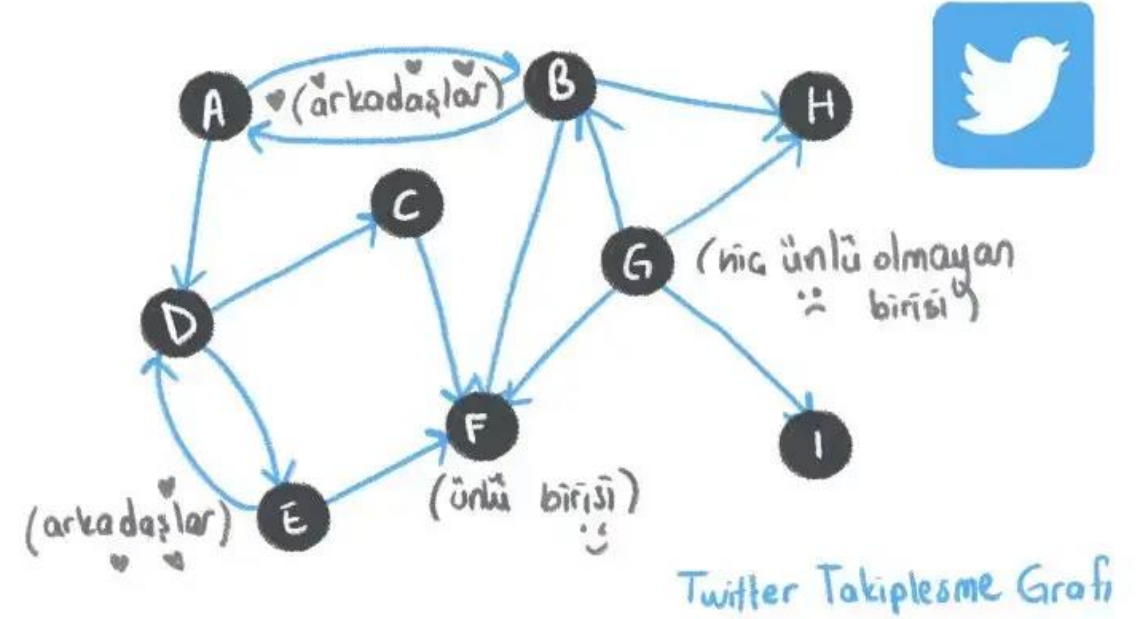 A
(arkadaşlar)
B
H
C
G
(hiç ünlü olmayan
birisi)
D
F
I
(ünlü birisi)
(arkadaşlar)
E
Twitter Takipleşme Grafı